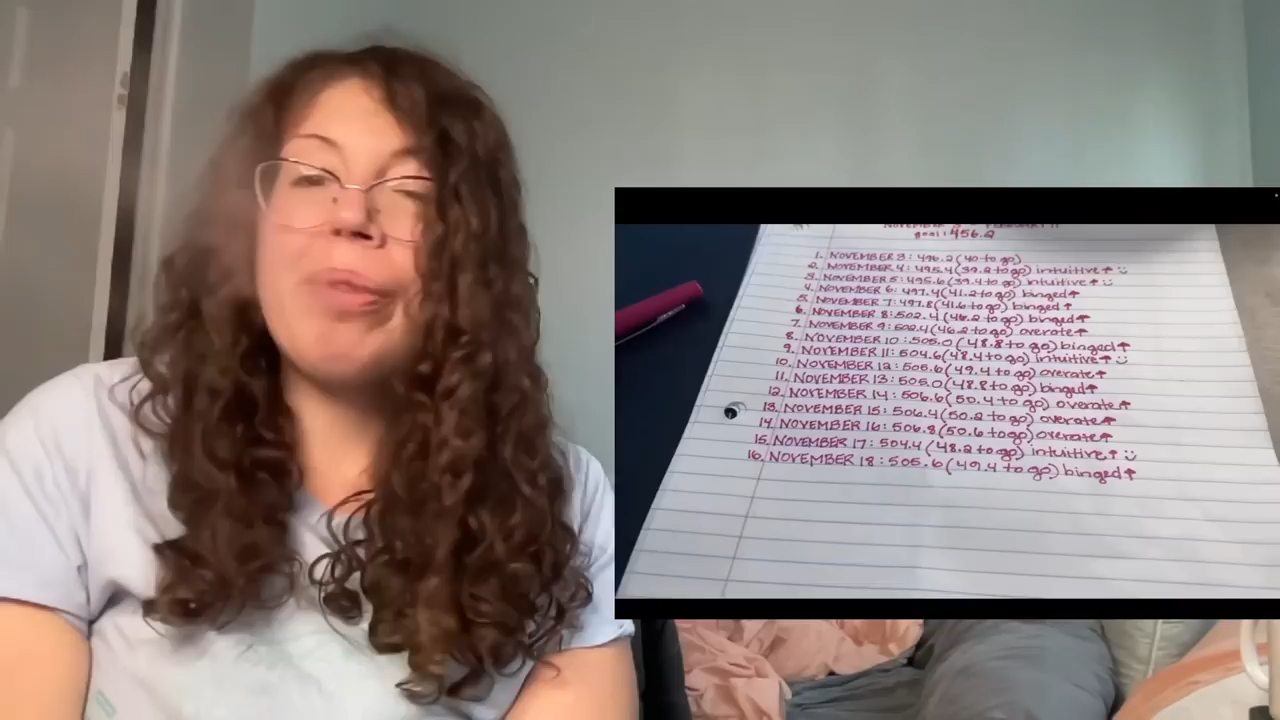 goal: 456.2
1. NOVEMBER 3: 496.2 (40 to go)
2. NOVEMBER 4: 495.4 (39.2 to go) intuitive↑ :)
3. NOVEMBER 5: 495.6 (39.4 to go) intuitive↑ :)
4. NOVEMBER 6: 497.4 (41.2 to go) binged↑
5. NOVEMBER 7: 497.8 (41.6 to go) binged↑
6. NOVEMBER 8: 502.4 (46.2 to go) binged↑
7. NOVEMBER 9: 502.4 (46.2 to go) overate↑
8. NOVEMBER 10: 505.0 (48.8 to go) binged↑
9. NOVEMBER 11: 504.6 (48.4 to go) intuitive↑ :)
10. NOVEMBER 12: 505.6 (49.4 to go) overate↑
11. NOVEMBER 13: 505.0 (48.8 to go) binged↑
12. NOVEMBER 14: 506.6 (50.4 to go) overate↑
13. NOVEMBER 15: 506.4 (50.2 to go) overate↑
14. NOVEMBER 16: 506.8 (50.6 to go) overate↑
15. NOVEMBER 17: 504.4 (48.2 to go) intuitive↑ :)
16. NOVEMBER 18: 505.6 (49.4 to go) binged↑